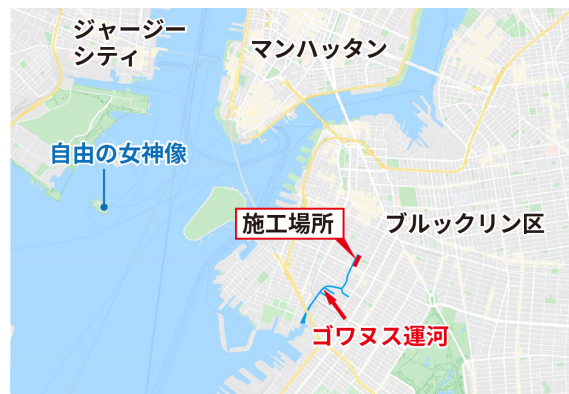 ジャージー
シティ
マンハッタン
自由の女神像
施工場所
ブルックリン区
ゴワヌス運河